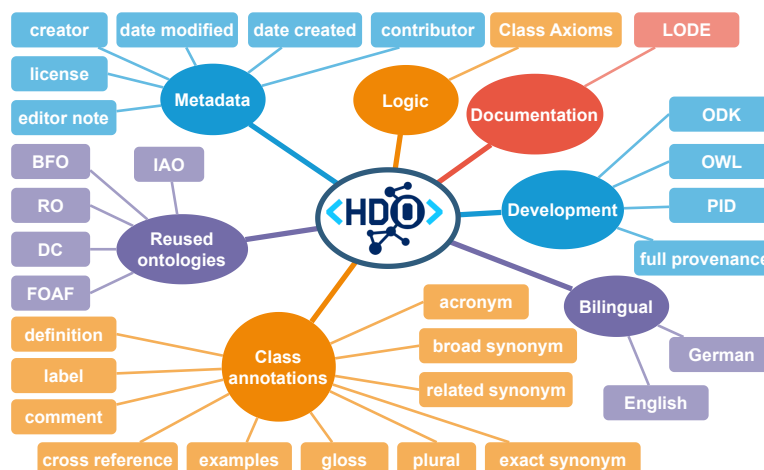 creator
date modified
date created
contributor
Class Axioms
LODE
license
Metadata
Logic
Documentation
editor note
ODK
BFO
IAO
OWL
RO
<HDO>
Development
PID
DC
Reused
ontologies
full provenance
FOAF
acronym
Bilingual
definition
broad synonym
Class
annotations
German
label
related synonym
comment
English
cross reference
examples
gloss
plural
exact synonym